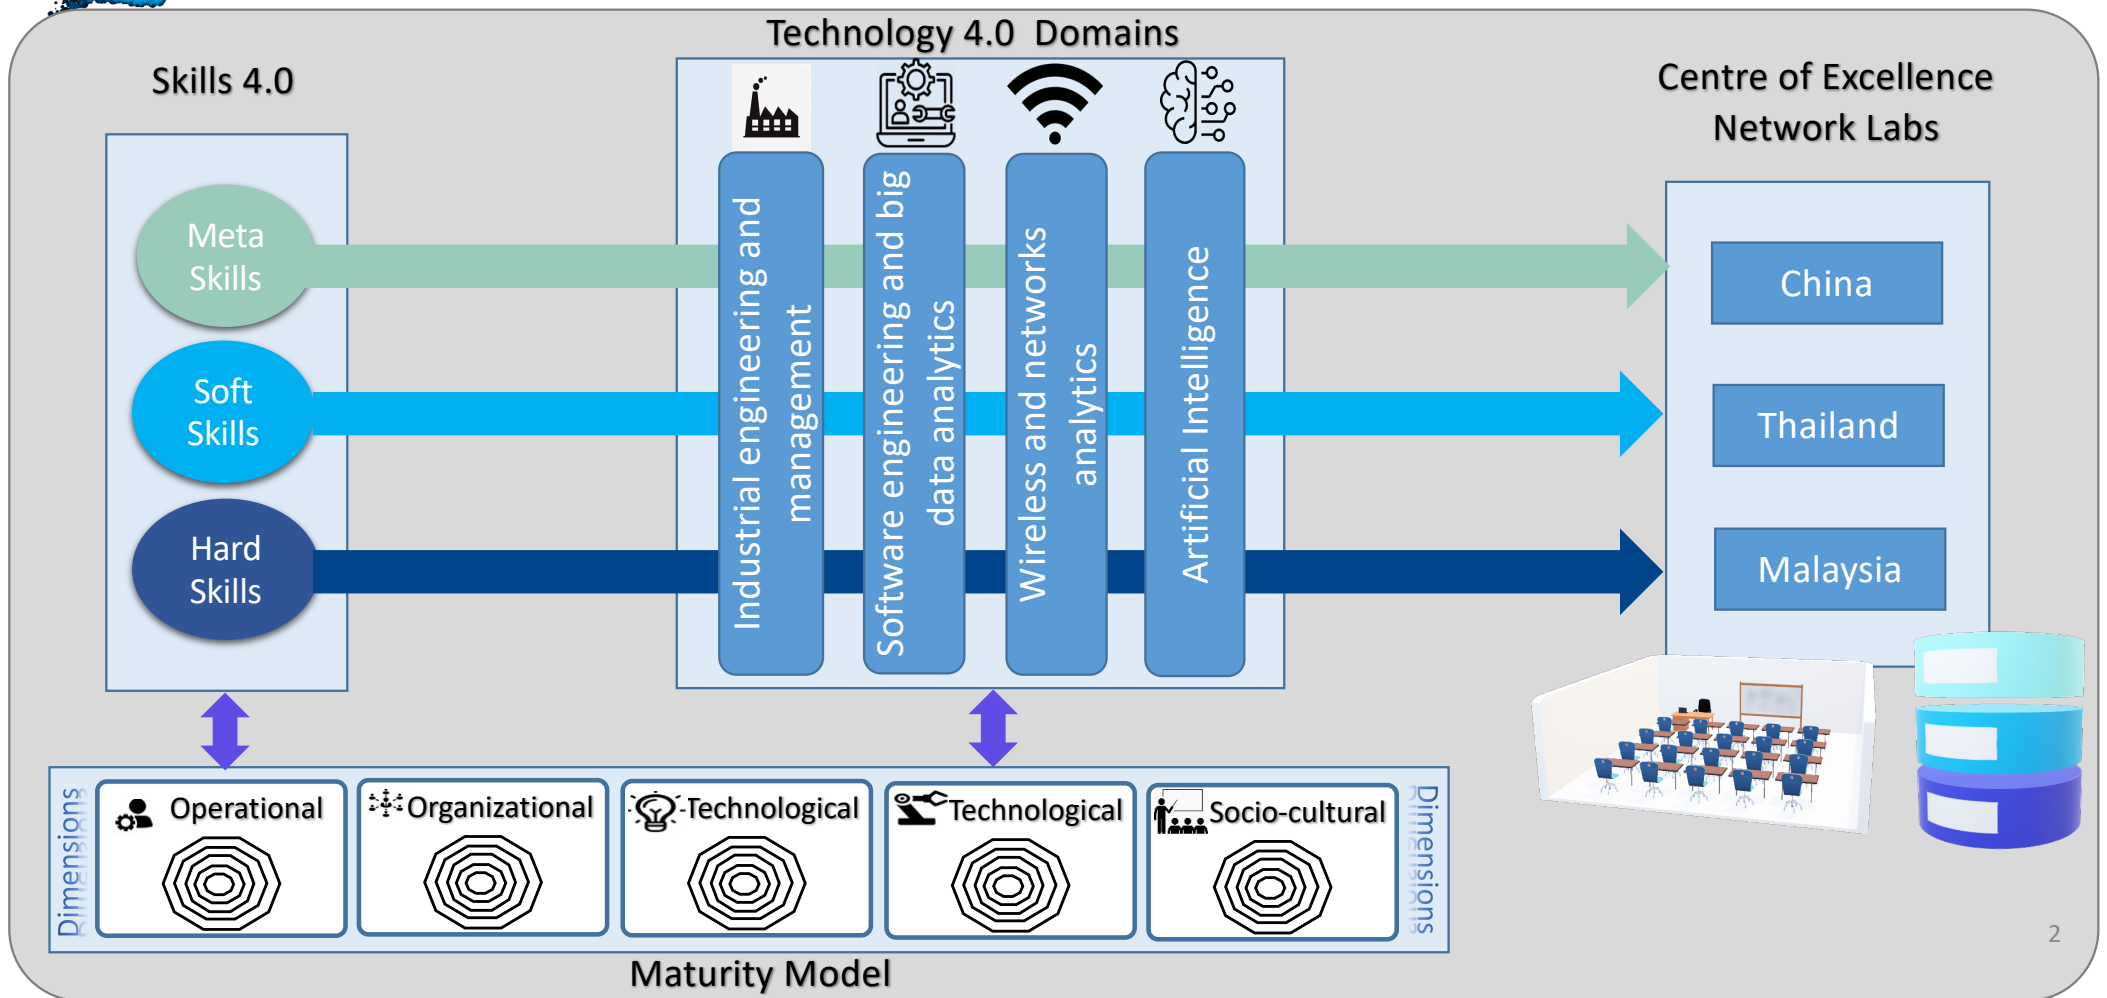 Technology 4.0 Domains
Skills 4.0
Centre of Excellence
Network Labs
Meta
Skills
Soft
Skills
Hard
Skills
Industrial engineering and
management
Software engineering and big
data analytics
Wireless and networks
analytics
Artificial Intelligence
China
Thailand
Malaysia
Dimensions
Operational
Organizational
Technological
Technological
Socio-cultural
Dimensions
Maturity Model
2